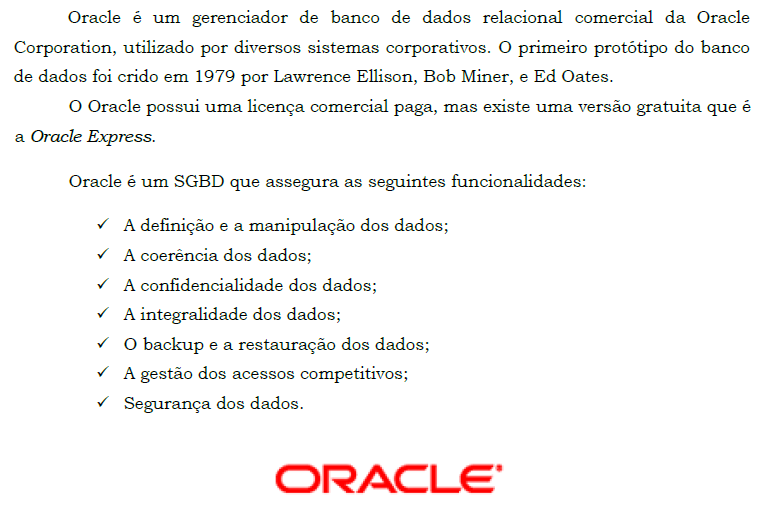 Oracle é um gerenciador de banco de dados relacional comercial da Oracle
Corporation, utilizado por diversos sistemas corporativos. O primeiro protótipo do banco
de dados foi crido em 1979 por Lawrence Ellison, Bob Miner, e Ed Oates.
O Oracle possui uma licença comercial paga, mas existe uma versão gratuita que é
a Oracle Express.
Oracle é um SGBD que assegura as seguintes funcionalidades:
✓ A definição e a manipulação dos dados;
✓ A coerência dos dados;
✓ A confidencialidade dos dados;
✓ A integralidade dos dados;
✓ O backup e a restauração dos dados;
✓ A gestão dos acessos competitivos;
✓ Segurança dos dados.
ORACLE